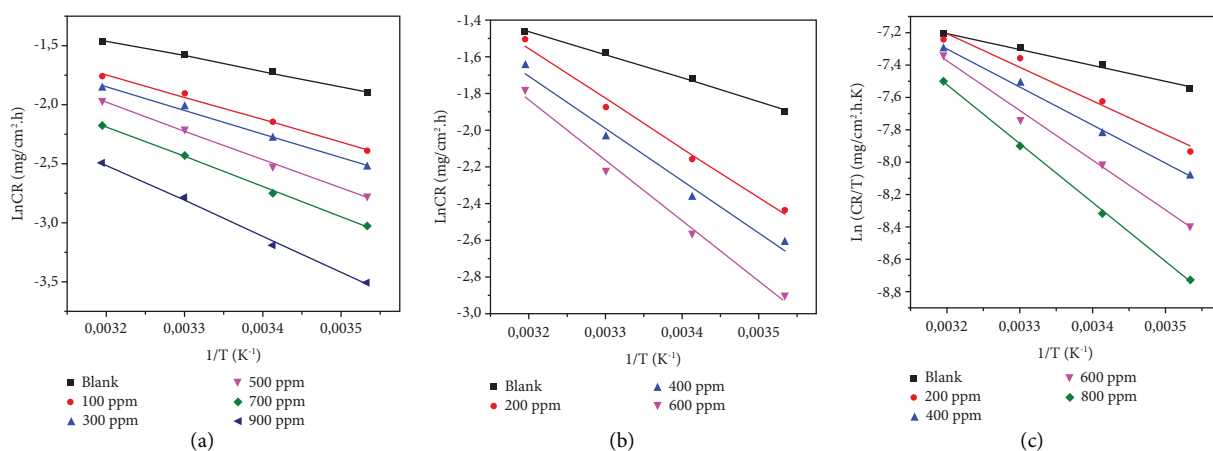 -1,5
-2,0
-2,5
-3,0
-3,5
LnCR (mg/cm².h)
0,0032 0,0033 0,0034 0,0035
1/T (K⁻¹)
Blank
100 ppm
300 ppm
500 ppm
700 ppm
900 ppm
(a)
-1,4
-1,6
-1,8
-2,0
-2,2
-2,4
-2,6
-2,8
-3,0
LnCR (mg/cm².h)
0,0032 0,0033 0,0034 0,0035
1/T (K⁻¹)
Blank
200 ppm
400 ppm
600 ppm
(b)
-7,2
-7,4
-7,6
-7,8
-8,0
-8,2
-8,4
-8,6
-8,8
Ln (CR/T) (mg/cm².h.K)
0,0032 0,0033 0,0034 0,0035
1/T (K⁻¹)
Blank
200 ppm
400 ppm
600 ppm
800 ppm
(c)